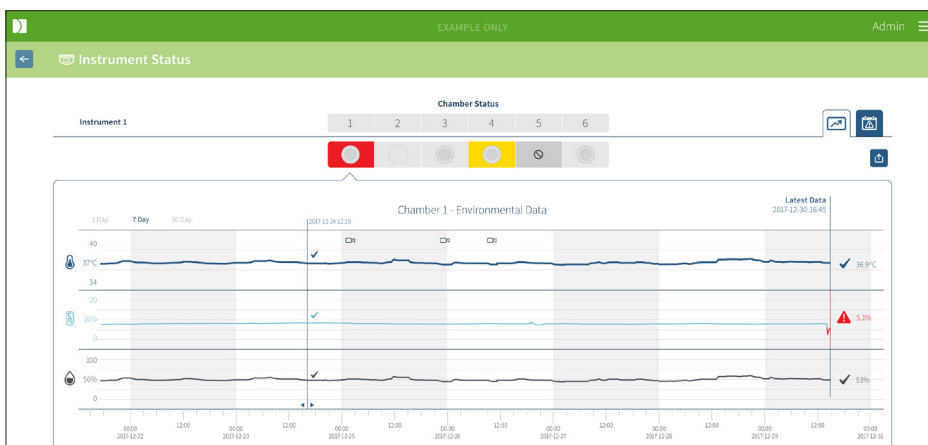 EXAMPLE ONLY
Admin
Instrument Status
Chamber Status
Instrument 1
1 2 3 4 5 6
Latest Data
2017-12-30 16:45
Chamber 1 - Environmental Data
1 Day 7 Day 30 Day
2017-12-24 12:15
40
37°C
34
36.9°C
20
10%
0
5.1%
100
50%
0
53%
00:00 12:00 00:00 12:00 00:00 12:00 00:00 12:00 00:00 12:00 00:00 12:00 00:00 12:00 00:00
2017-12-22 2017-12-23 2017-12-25 2017-12-26 2017-12-27 2017-12-28 2017-12-29 2017-12-31